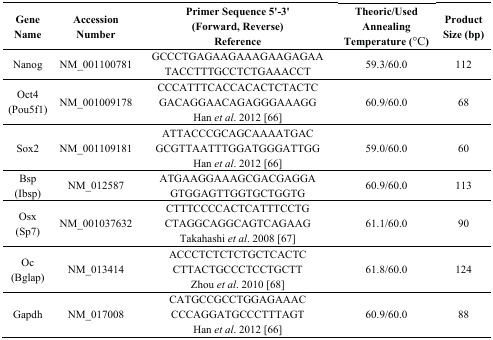 Gene Name | Accession Number | Primer Sequence 5'-3' (Forward, Reverse) Reference | Theoric/Used Annealing Temperature (°C) | Product Size (bp)
Nanog | NM_001100781 | GCCCTGAGAAGAAAGAAGAGAA TACCTTTGCCTCTGAAACCT | 59.3/60.0 | 112
Oct4 (Pou5f1) | NM_001009178 | CCCATTTCACCACACTCTACTC GACAGGAACAGAGGGAAAGG Han et al. 2012 [66] | 60.9/60.0 | 68
Sox2 | NM_001109181 | ATTACCCGCAGCAAAATGAC GCGTTAATTTGGATGGGATTGG Han et al. 2012 [66] | 59.0/60.0 | 60
Bsp (Ibsp) | NM_012587 | ATGAAGGAAAGCGACGAGGA GTGGAGTTGGTGCTGGTG | 60.9/60.0 | 113
Osx (Sp7) | NM_001037632 | CTTTCCCCACTCATTTCCTG CTAGGCAGGCAGTCAGAAG Takahashi et al. 2008 [67] | 61.1/60.0 | 90
Oc (Bglap) | NM_013414 | ACCCTCTCTCTGCTCACTC CTTACTGCCCTCCTGCTT Zhou et al. 2010 [68] | 61.8/60.0 | 124
Gapdh | NM_017008 | CATGCCGCCTGGAGAAAC CCCAGGATGCCCTTTAGT Han et al. 2012 [66] | 60.9/60.0 | 88